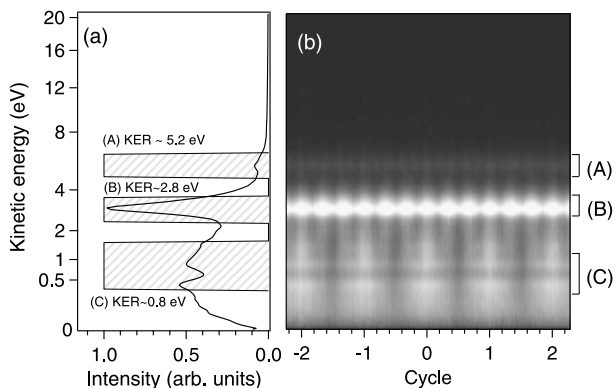 (a)
(b)
20
16
12
8
4
2
1
0.5
0
Kinetic energy (eV)
(A) KER ~ 5.2 eV
(B) KER~2.8 eV
(C) KER~0.8 eV
1.0 0.5 0.0
Intensity (arb. units)
(A)
(B)
(C)
-2 -1 0 1 2
Cycle